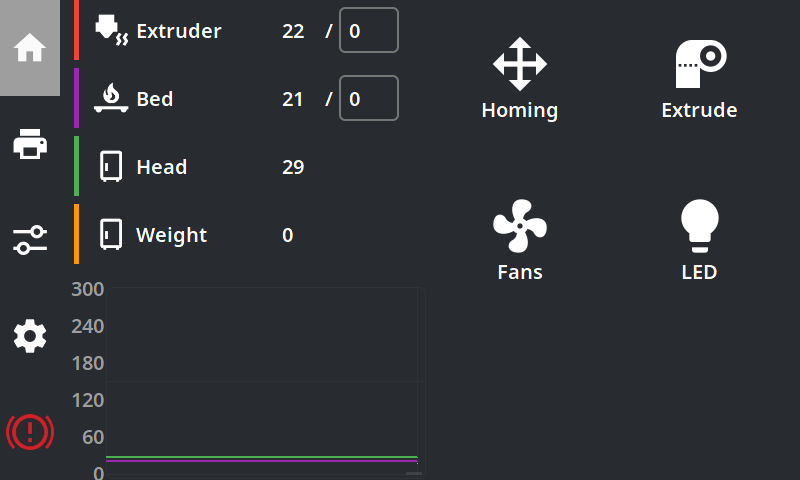 Extruder 22 / 0
Bed 21 / 0
Head 29
Weight 0
300
240
180
120
60
0
Homing
Extrude
Fans
LED